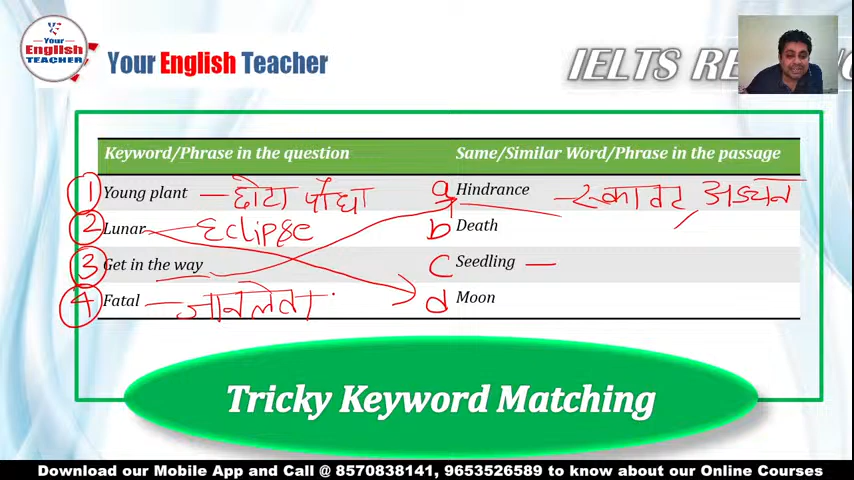 Your
English
TEACHER
Your English Teacher
IELTS RE
Keyword/Phrase in the question Same/Similar Word/Phrase in the passage
1 Young plant — छोटा पौधा a Hindrance — रुकावट, अड़चन
2 Lunar — Eclipse b Death
3 Get in the way c Seedling —
4 Fatal — जानलेवा d Moon
Tricky Keyword Matching
Download our Mobile App and Call @ 8570838141, 9653526589 to know about our Online Courses